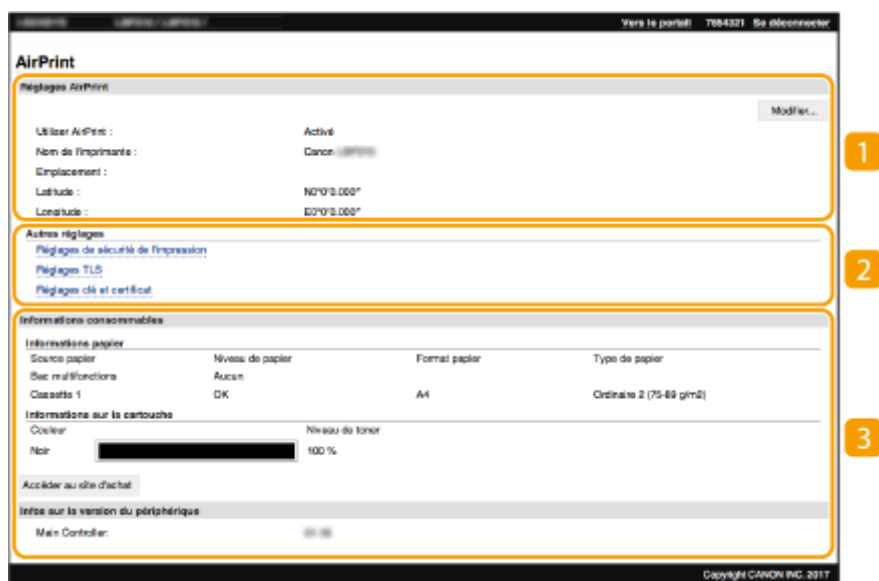 Vers le portail 7654321 Se déconnecter
AirPrint
Réglages AirPrint
Modifier...
Utiliser AirPrint : Activé
Nom de l'imprimante : Canon
Emplacement :
Latitude : N0°0'0.000"
Longitude : E0°0'0.000"
1
Autres réglages
Réglages de sécurité de l'impression
Réglages TLS
Réglages clé et certificat
2
Informations consommables
Informations papier
Source papier Niveau de papier Format papier Type de papier
Bac multifonctions Aucun
Cassette 1 OK A4 Ordinaire 2 (75-89 g/m2)
Informations sur la cartouche
Couleur Niveau de toner
Noir 100 %
3
Accéder au site d'achat
Infos sur la version du périphérique
Main Controller:
Copyright CANON INC. 2017